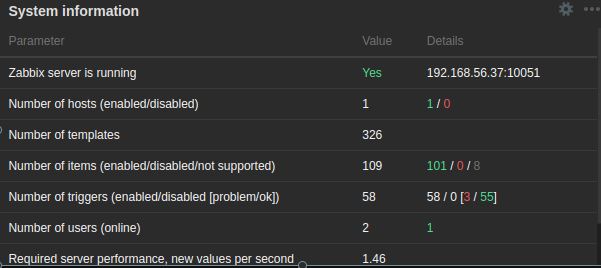 System information
Parameter Value Details
Zabbix server is running Yes 192.168.56.37:10051
Number of hosts (enabled/disabled) 1 1 / 0
Number of templates 326
Number of items (enabled/disabled/not supported) 109 101 / 0 / 8
Number of triggers (enabled/disabled [problem/ok]) 58 58 / 0 [3 / 55]
Number of users (online) 2 1
Required server performance, new values per second 1.46